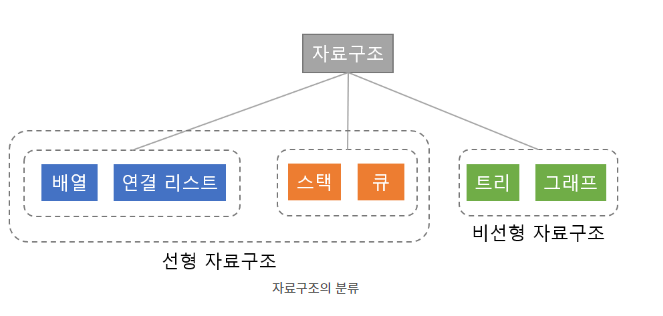 자료구조
배열 연결 리스트 스택 큐 트리 그래프
비선형 자료구조
선형 자료구조
자료구조의 분류